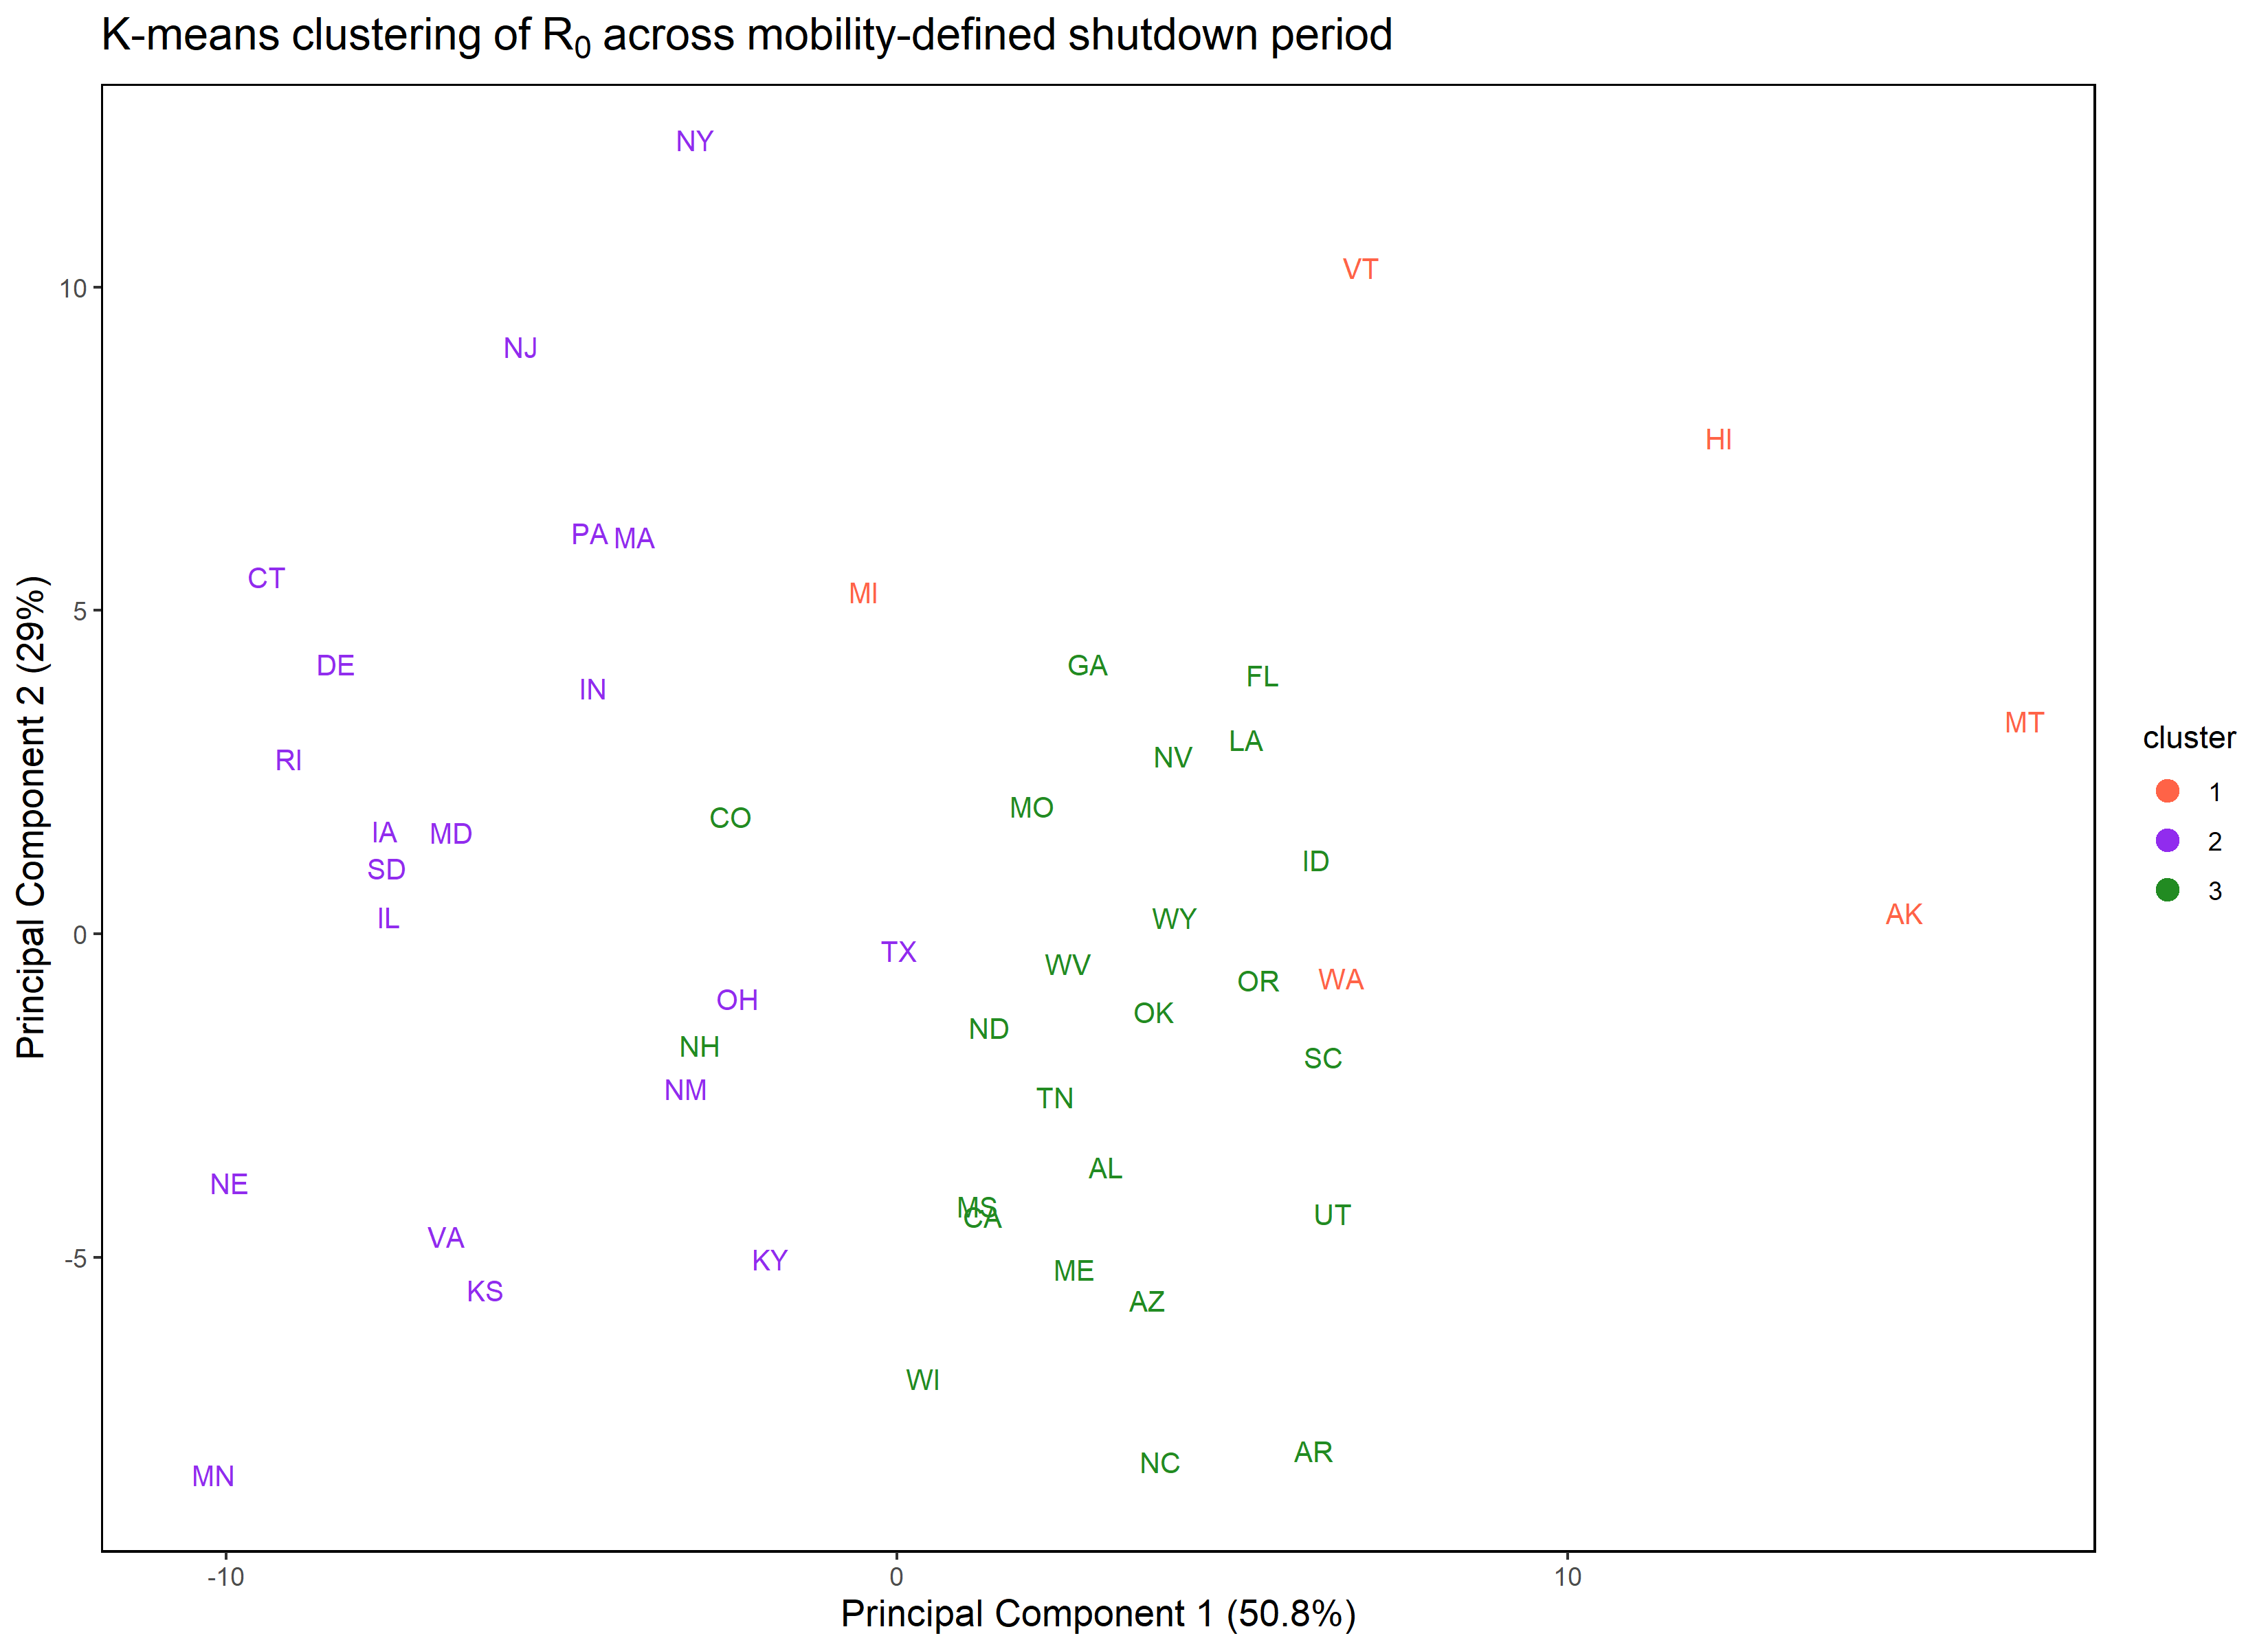 K-means clustering of R₀ across mobility-defined shutdown period
NY
VT
10
NJ
HI
PA MA
CT
MI
5
DE
GA
FL
IN
MT
LA
RI
NV
cluster
1
MO
CO
IA MD
2
ID
SD
3
IL
WY
AK
0
TX
WV
OR WA
OH
OK
ND
NH
SC
NM
TN
AL
NE
MS
CA
UT
VA
-5
KY
ME
KS
AZ
WI
AR
NC
MN
Principal Component 2 (29%)
-10 0 10
Principal Component 1 (50.8%)